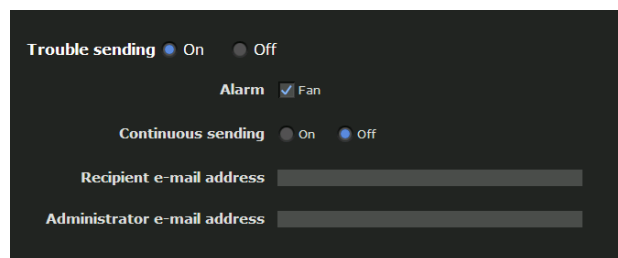 Trouble sending On Off
Alarm Fan
Continuous sending On Off
Recipient e-mail address
Administrator e-mail address